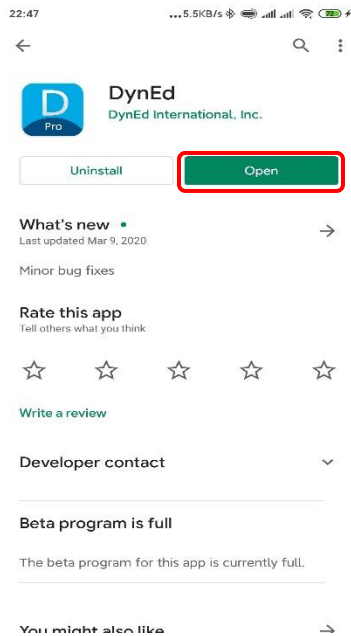 22:47 ...5.5KB/s 72
DynEd
D
Pro
DynEd International, Inc.
Uninstall Open
What's new
Last updated Mar 9, 2020
Minor bug fixes
Rate this app
Tell others what you think
Write a review
Developer contact
Beta program is full
The beta program for this app is currently full.
You might also like